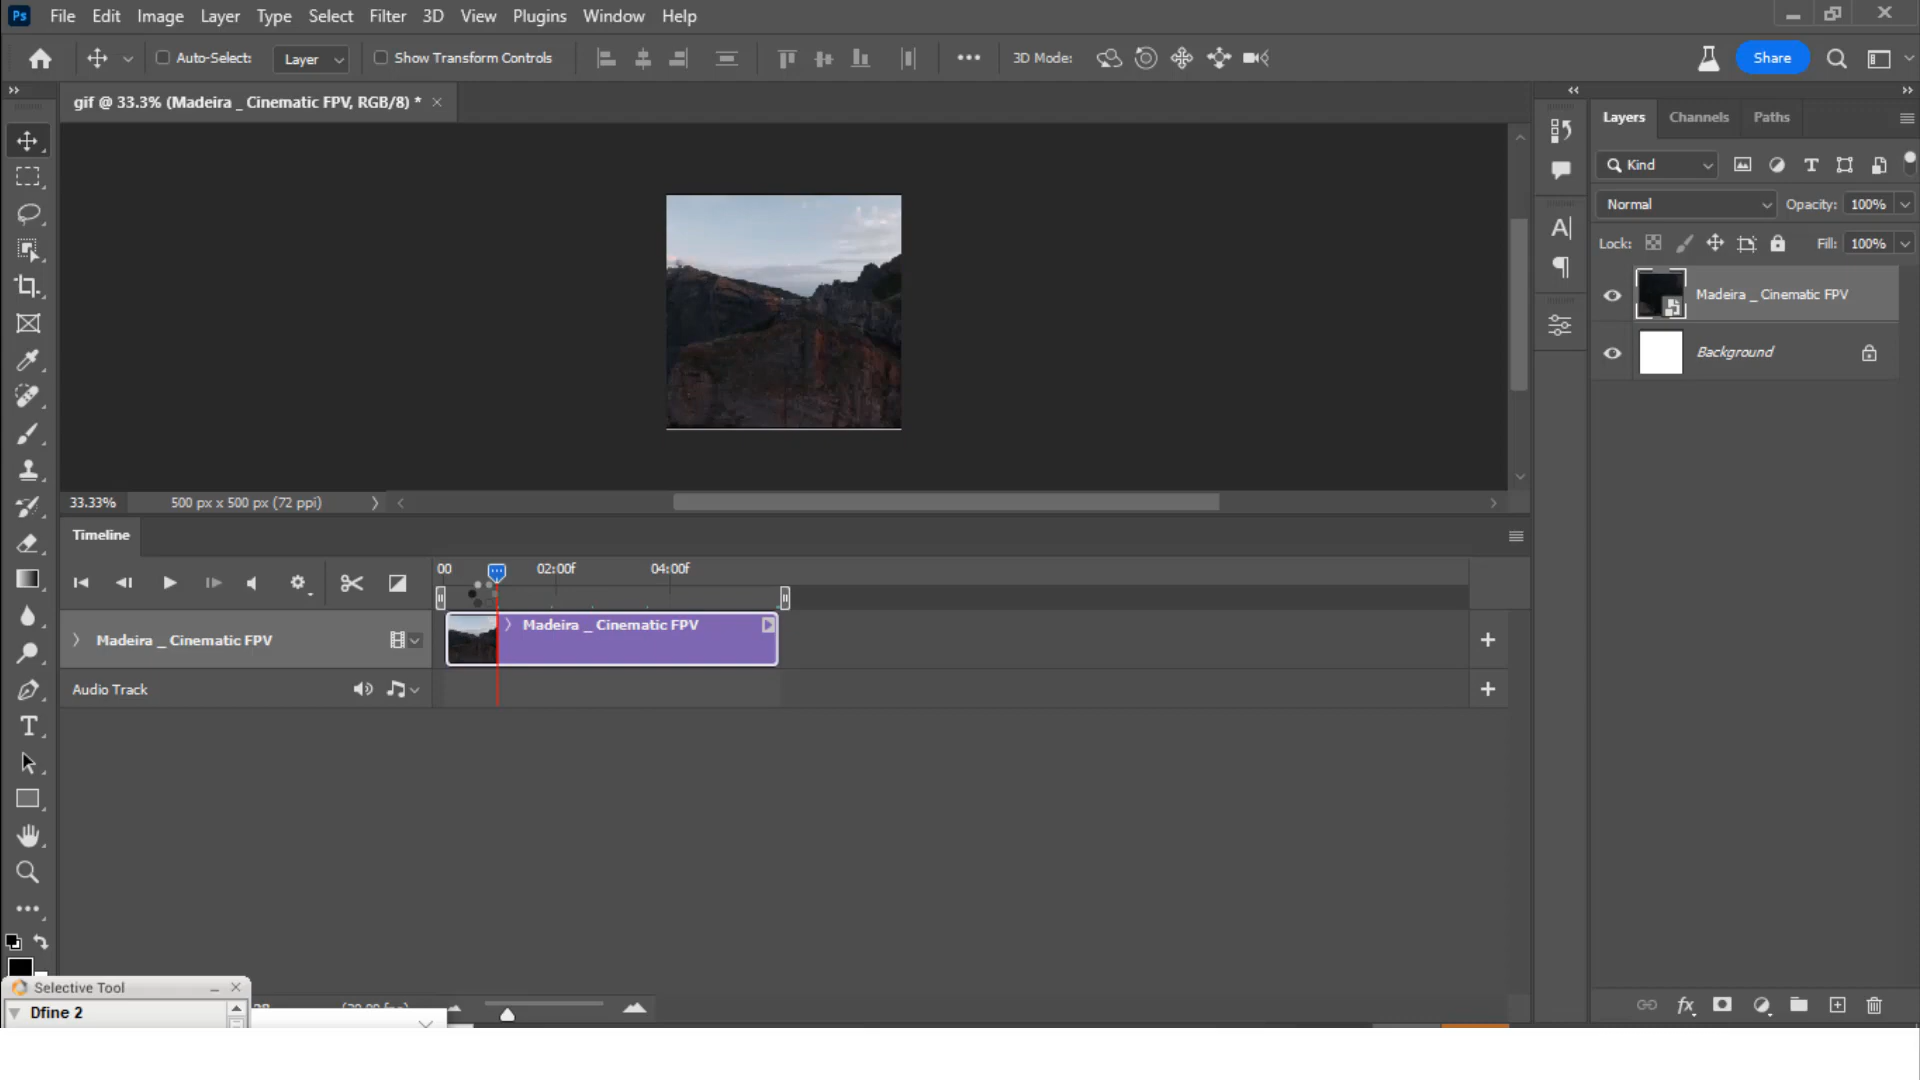 Ps File Edit Image Layer Type Select Filter 3D View Plugins Window Help
Auto-Select: Layer Show Transform Controls 3D Mode: Share
gif @ 33.3% (Madeira _ Cinematic FPV, RGB/8) *
Layers Channels Paths
Kind
Normal Opacity: 100%
Lock: Fill: 100%
Madeira _ Cinematic FPV
Background
33.33% 500 px x 500 px (72 ppi)
Timeline
00 02:00f 04:00f
Madeira _ Cinematic FPV
Madeira _ Cinematic FPV
Audio Track
Selective Tool
Dfine 2